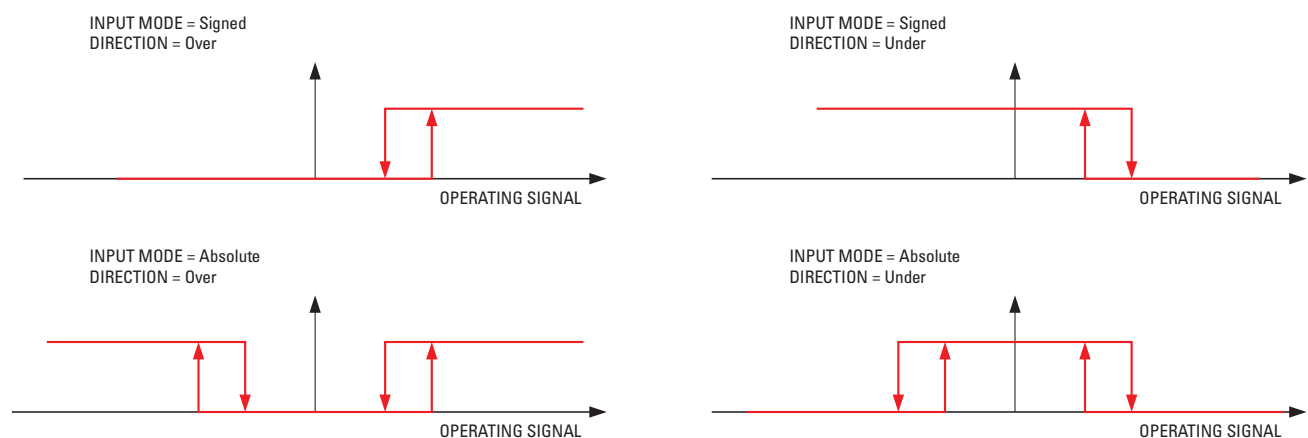 INPUT MODE = Signed
DIRECTION = Over
OPERATING SIGNAL
INPUT MODE = Signed
DIRECTION = Under
OPERATING SIGNAL
INPUT MODE = Absolute
DIRECTION = Over
OPERATING SIGNAL
INPUT MODE = Absolute
DIRECTION = Under
OPERATING SIGNAL